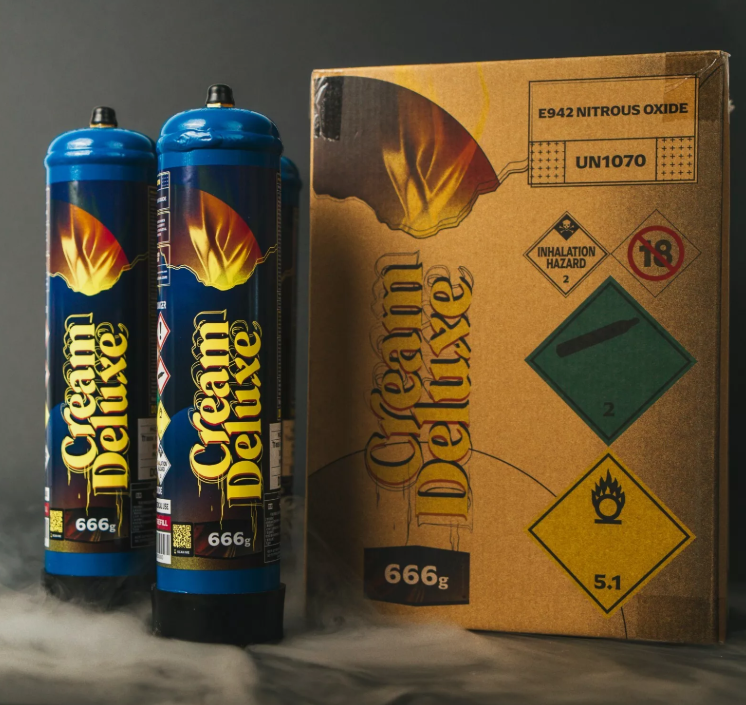 Cream
Deluxe
666g
Cream
Deluxe
666g
E942 NITROUS OXIDE
UN1070
INHALATION
HAZARD
2
18
2
5.1
Cream
Deluxe
666g